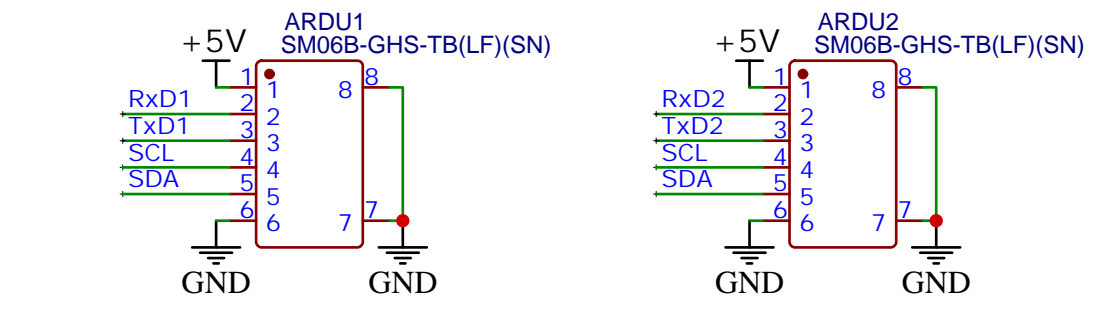 ARDU1
SM06B-GHS-TB(LF)(SN)
+5V
1 1 8 8
RxD1 2 2
TxD1 3 3
SCL 4 4
SDA 5 5
6 6 7 7
GND GND
ARDU2
SM06B-GHS-TB(LF)(SN)
+5V
1 1 8 8
RxD2 2 2
TxD2 3 3
SCL 4 4
SDA 5 5
6 6 7 7
GND GND